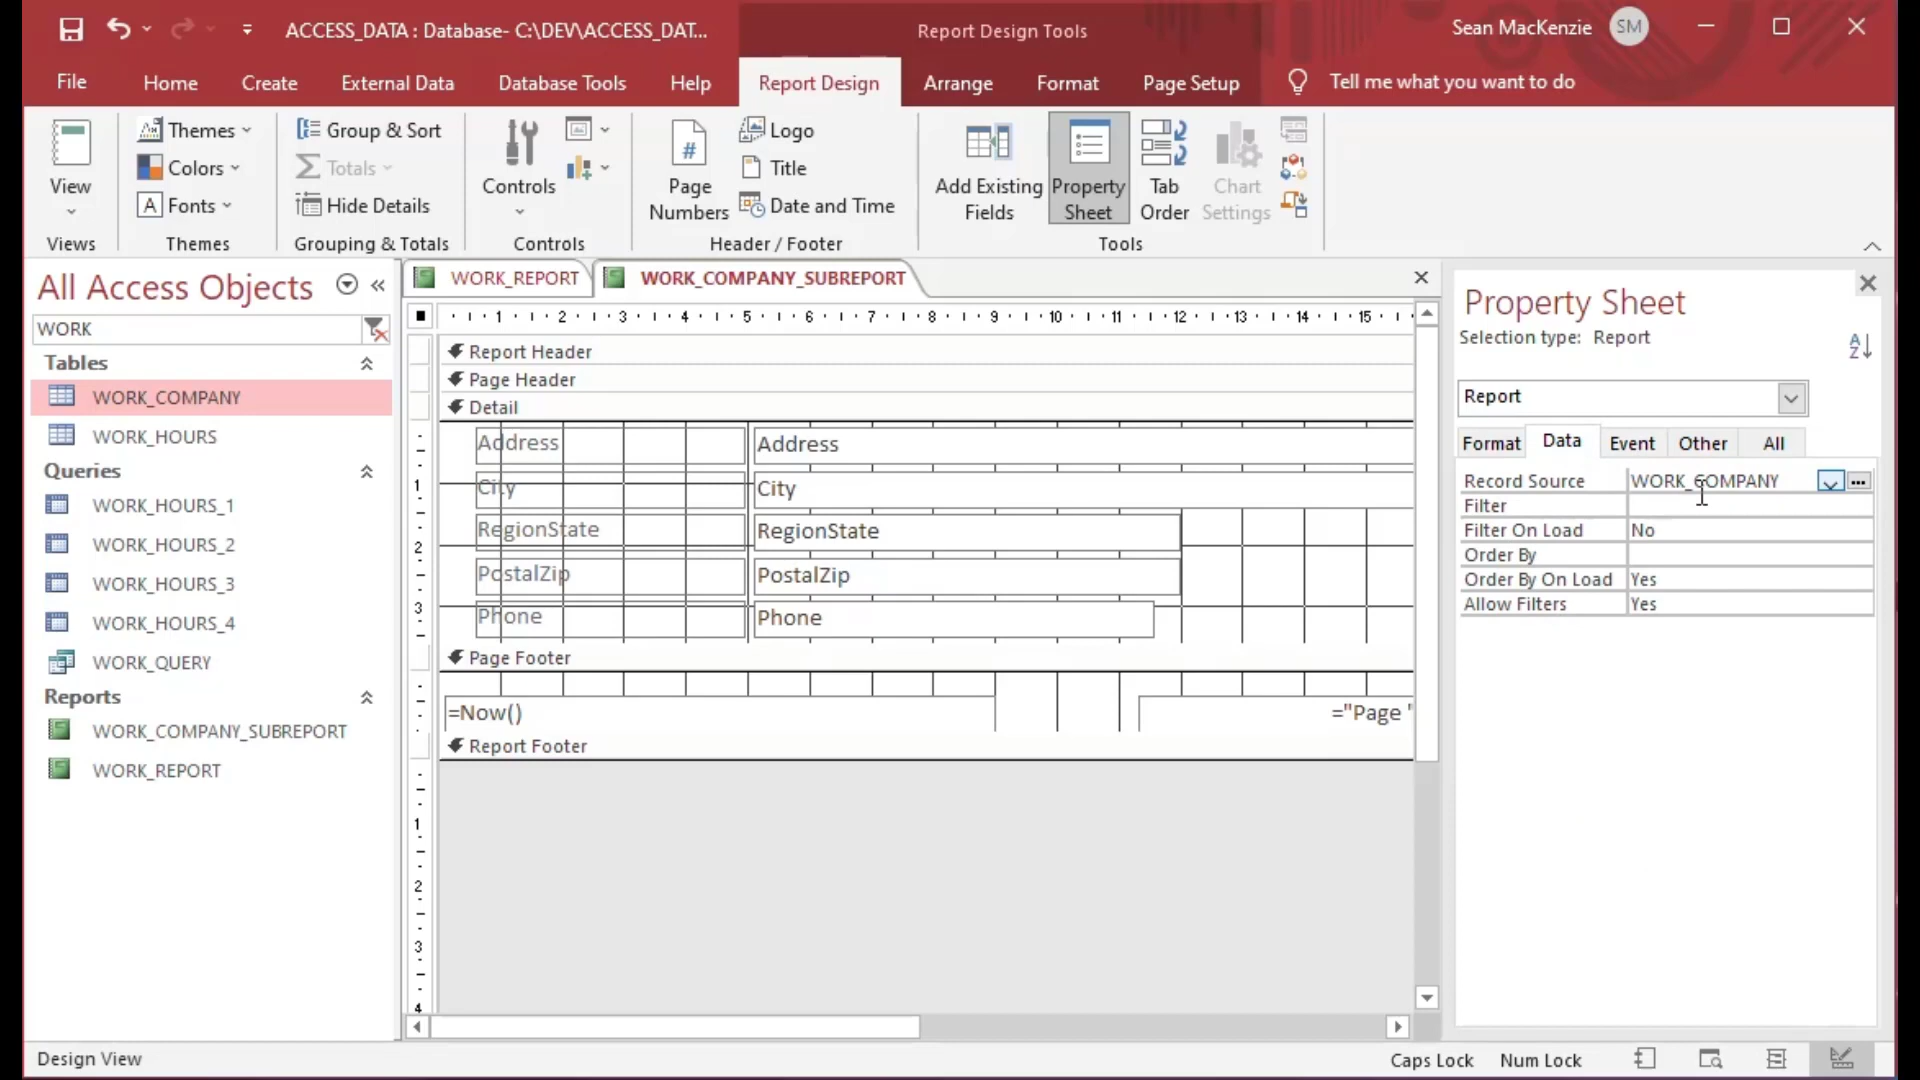 ACCESS_DATA : Database- C:\DEV\ACCESS_DAT...
Report Design Tools
Sean MacKenzie SM
File Home Create External Data Database Tools Help Report Design Arrange Format Page Setup Tell me what you want to do
View
Views
Themes
Colors
A Fonts
Themes
Group & Sort
Totals
Hide Details
Grouping & Totals
Controls
Controls
# Page Numbers
Logo
Title
Date and Time
Header / Footer
Add Existing Fields
Property Sheet
Tab Order
Chart Settings
Tools
All Access Objects
WORK
Tables
WORK_COMPANY
WORK_HOURS
Queries
WORK_HOURS_1
WORK_HOURS_2
WORK_HOURS_3
WORK_HOURS_4
WORK_QUERY
Reports
WORK_COMPANY_SUBREPORT
WORK_REPORT
WORK_REPORT WORK_COMPANY_SUBREPORT
1 2 3 4 5 6 7 8 9 10 11 12 13 14 15
Report Header
Page Header
Detail
Address Address
1
City City
RegionState RegionState
2
PostalZip PostalZip
3
Phone Phone
Page Footer
=Now() ="Page "
Report Footer
1
2
3
4
Property Sheet
Selection type: Report
A
Z
Report
Format Data Event Other All
Record Source WORK_COMPANY
Filter
Filter On Load No
Order By
Order By On Load Yes
Allow Filters Yes
Design View
Caps Lock Num Lock